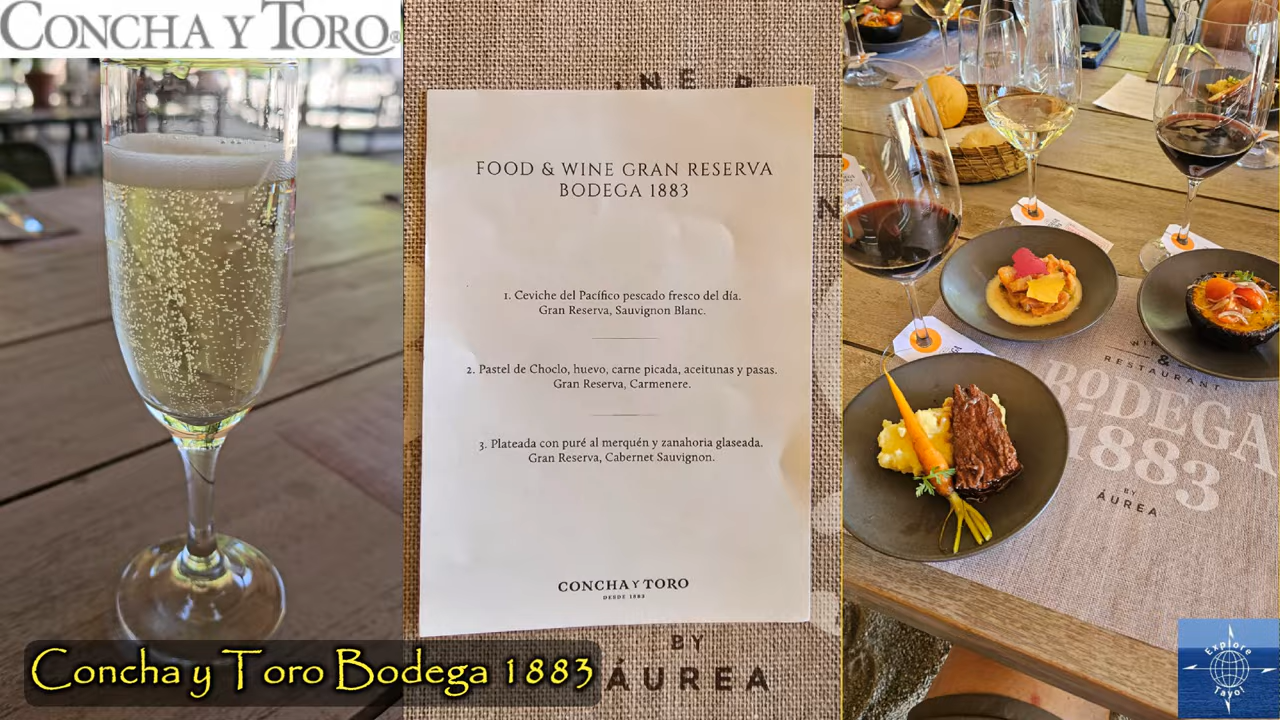 CONCHA Y TORO®
FOOD & WINE GRAN RESERVA
BODEGA 1883
1. Ceviche del Pacífico pescado fresco del día.
Gran Reserva, Sauvignon Blanc.
2. Pastel de Choclo, huevo, carne picada, aceitunas y pasas.
Gran Reserva, Carmenere.
3. Plateada con puré al merquén y zanahoria glaseada.
Gran Reserva, Cabernet Sauvignon.
CONCHA Y TORO
DESDE 1883
BY
ÁUREA
&
RESTAURANT
BODEGA
1883
BY
ÁUREA
Concha y Toro Bodega 1883
Explore
Tayo!